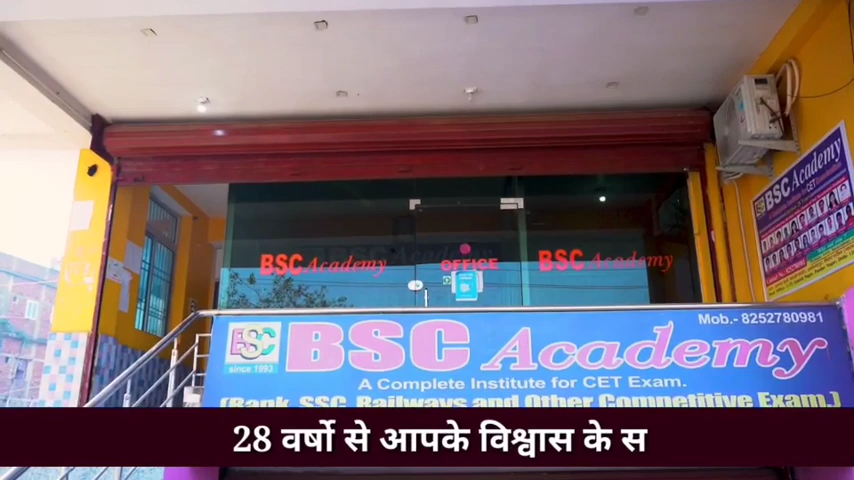 BSC Academy
OFFICE
BSC Academy
BSC Academy
BSC
since 1993
Mob.- 8252780981
BSC Academy
A Complete Institute for CET Exam.
(Bank, SSC, Railways and Other Competitive Exam.)
28 वर्षो से आपके विश्वास के स